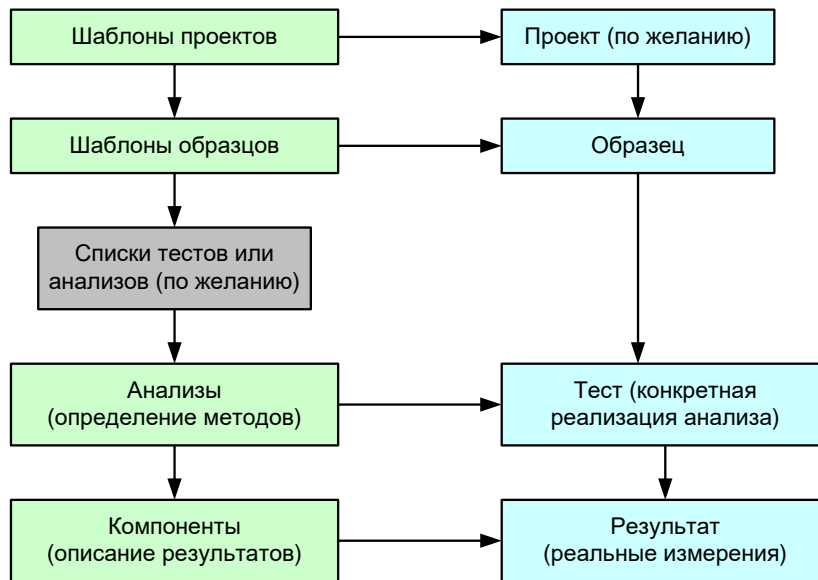 Шаблоны проектов
Проект (по желанию)
Шаблоны образцов
Образец
Списки тестов или
анализов (по желанию)
Анализы
(определение методов)
Тест (конкретная
реализация анализа)
Компоненты
(описание результатов)
Результат
(реальные измерения)